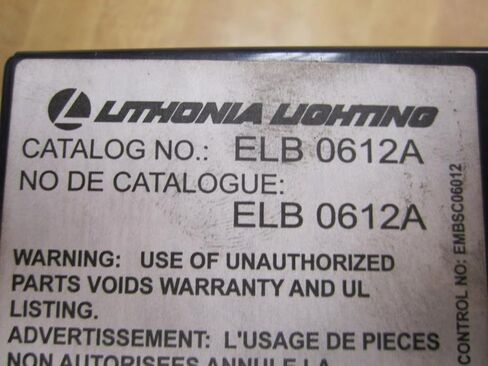 LITHONIA LIGHTING
CATALOG NO.: ELB 0612A
NO DE CATALOGUE:
ELB 0612A
WARNING: USE OF UNAUTHORIZED
PARTS VOIDS WARRANTY AND UL
LISTING.
ADVERTISSEMENT: L'USAGE DE PIECES
NON AUTORISEES ANNULE LA
CONTROL NO: EMBSC06012